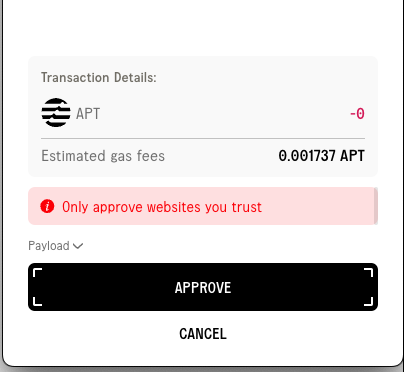 Transaction Details:
APT -0
Estimated gas fees 0.001737 APT
Only approve websites you trust
Payload
APPROVE
CANCEL